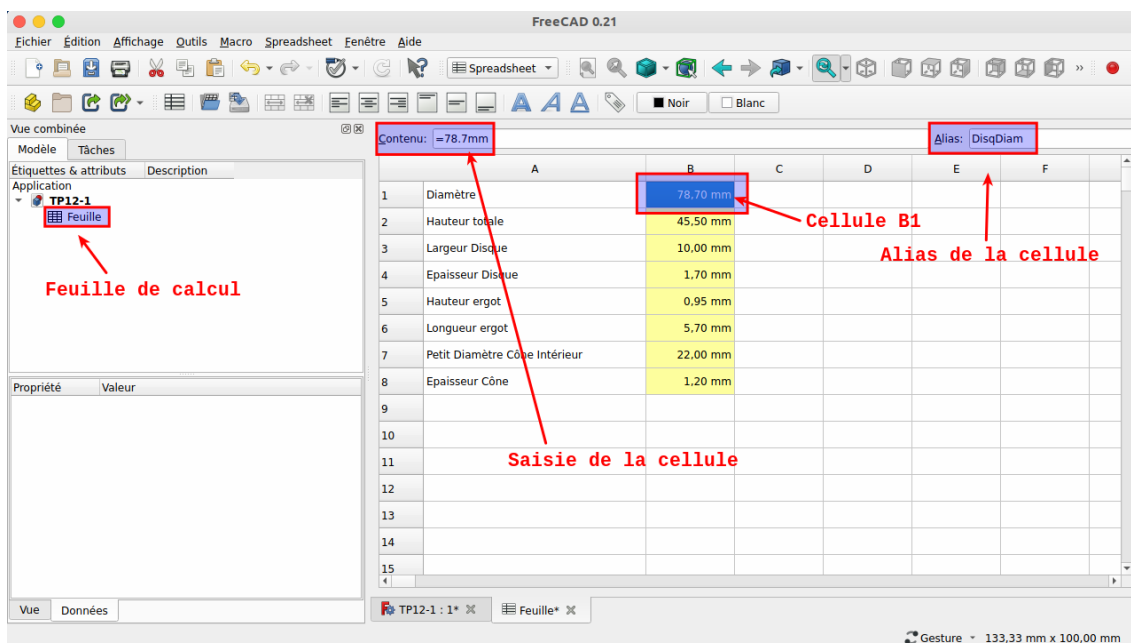 FreeCAD 0.21
Fichier Édition Affichage Outils Macro Spreadsheet Fenêtre Aide
Spreadsheet
Noir Blanc
Vue combinée
Modèle Tâches
Étiquettes & attributs Description
Application
TP12-1
Feuille
Feuille de calcul
Propriété Valeur
Vue Données
Contenu: =78.7mm Alias: DisqDiam
A B C D E F
1 Diamètre 78,70 mm
2 Hauteur totale 45,50 mm
Cellule B1
3 Largeur Disque 10,00 mm
Alias de la cellule
4 Epaisseur Disque 1,70 mm
5 Hauteur ergot 0,95 mm
6 Longueur ergot 5,70 mm
7 Petit Diamètre Cône Intérieur 22,00 mm
8 Epaisseur Cône 1,20 mm
9
10
11
Saisie de la cellule
12
13
14
15
TP12-1 : 1* Feuille*
Gesture 133,33 mm x 100,00 mm